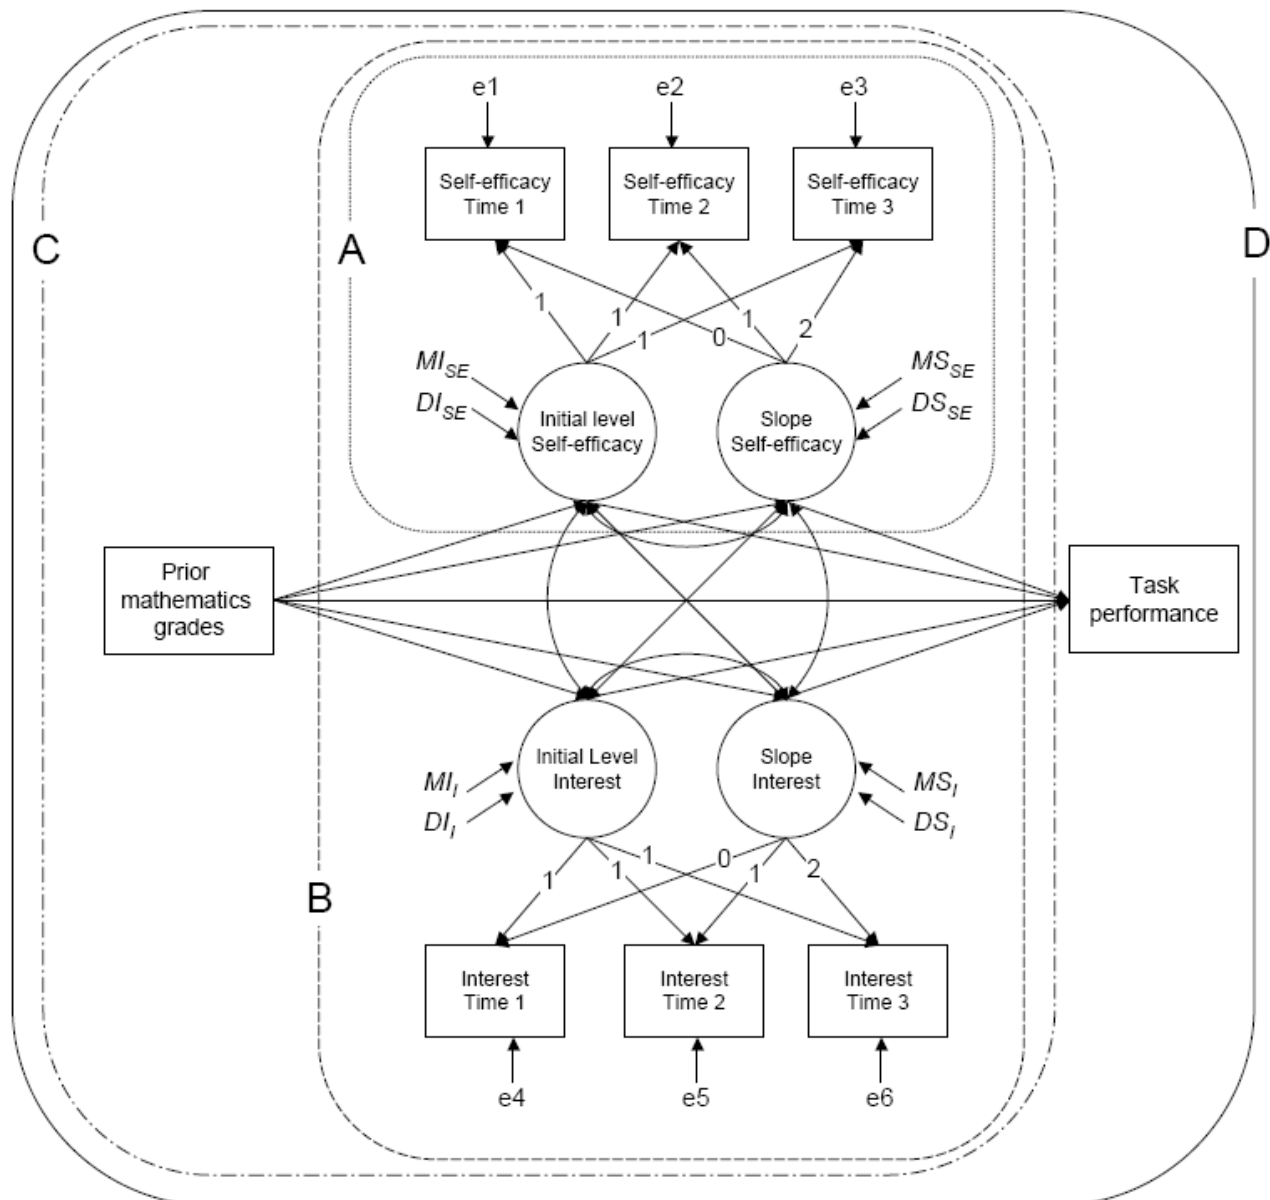 e1 e2 e3
Self-efficacy
Time 1
Self-efficacy
Time 2
Self-efficacy
Time 3
C
A
D
1 1 1 0 1 2
MI_SE
DI_SE
Initial level
Self-efficacy
Slope
Self-efficacy
MS_SE
DS_SE
Prior
mathematics
grades
Task
performance
MI_I
DI_I
Initial Level
Interest
Slope
Interest
MS_I
DS_I
B
1 1 1 0 1 2
Interest
Time 1
Interest
Time 2
Interest
Time 3
e4 e5 e6